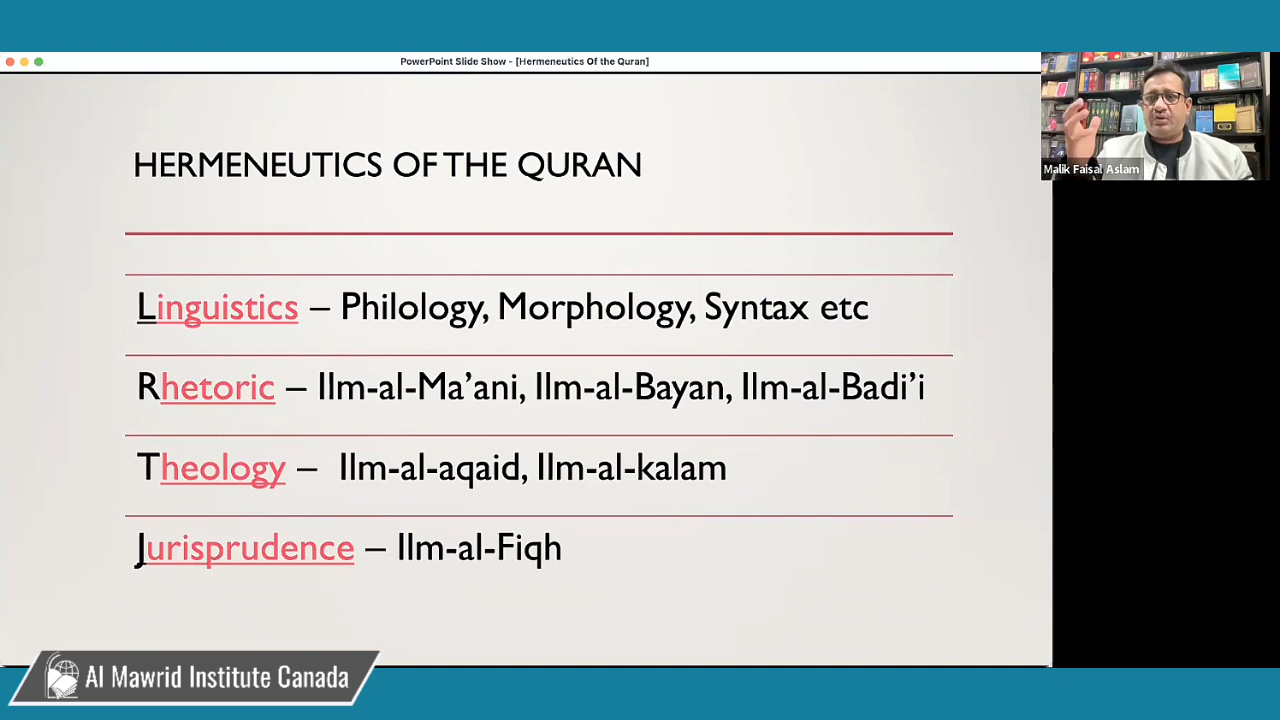 PowerPoint Slide Show - [Hermeneutics Of the Quran]
HERMENEUTICS OF THE QURAN
Linguistics – Philology, Morphology, Syntax etc
Rhetoric – Ilm-al-Ma’ani, Ilm-al-Bayan, Ilm-al-Badi’i
Theology – Ilm-al-aqaid, Ilm-al-kalam
Jurisprudence – Ilm-al-Fiqh
Malik Faisal Aslam
Al Mawrid Institute Canada